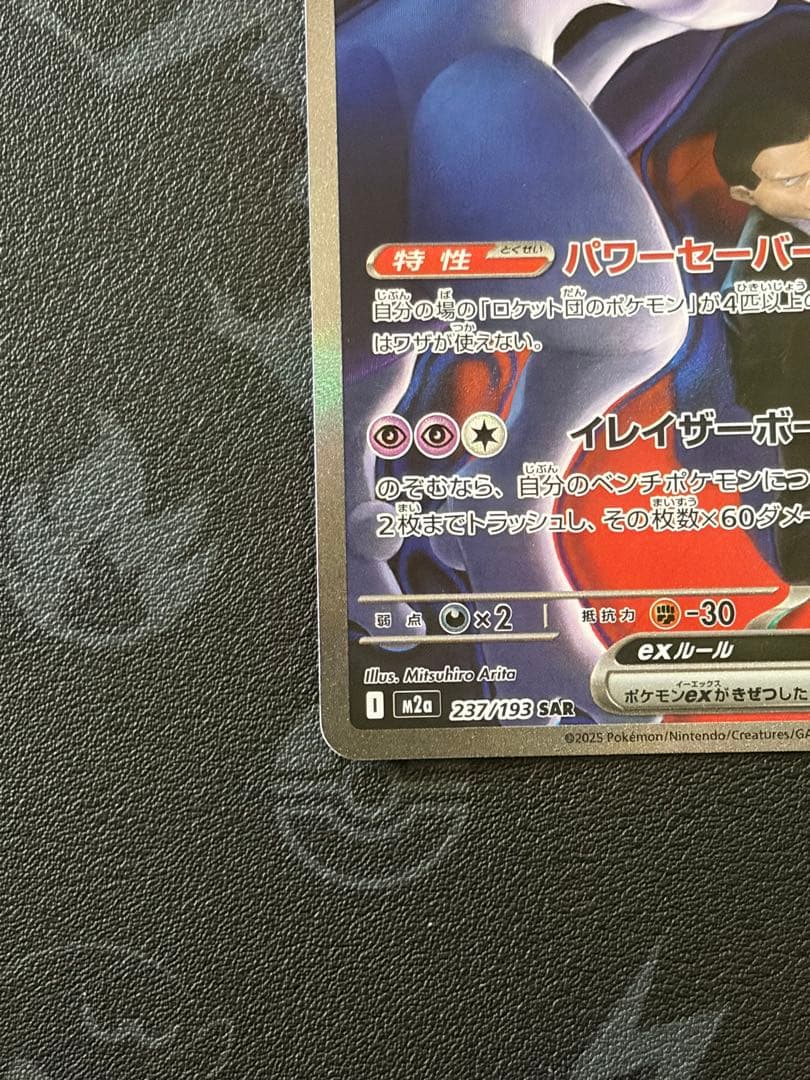 特性 とくせい パワーセーバー
じぶん ば だん ひきいじょう
自分の場の「ロケット団のポケモン」が4匹以上の
つか
はワザが使えない。
イレイザーボー
じぶん
のぞむなら、自分のベンチポケモンにつ
まい まいすう
2枚までトラッシュし、その枚数×60ダメー
弱点 ×2 抵抗力 -30
exルール
Illus. Mitsuhiro Arita
イーエックス
ポケモンexがきぜつした
I m2a 237/193 SAR
©2025 Pokémon/Nintendo/Creatures/GA